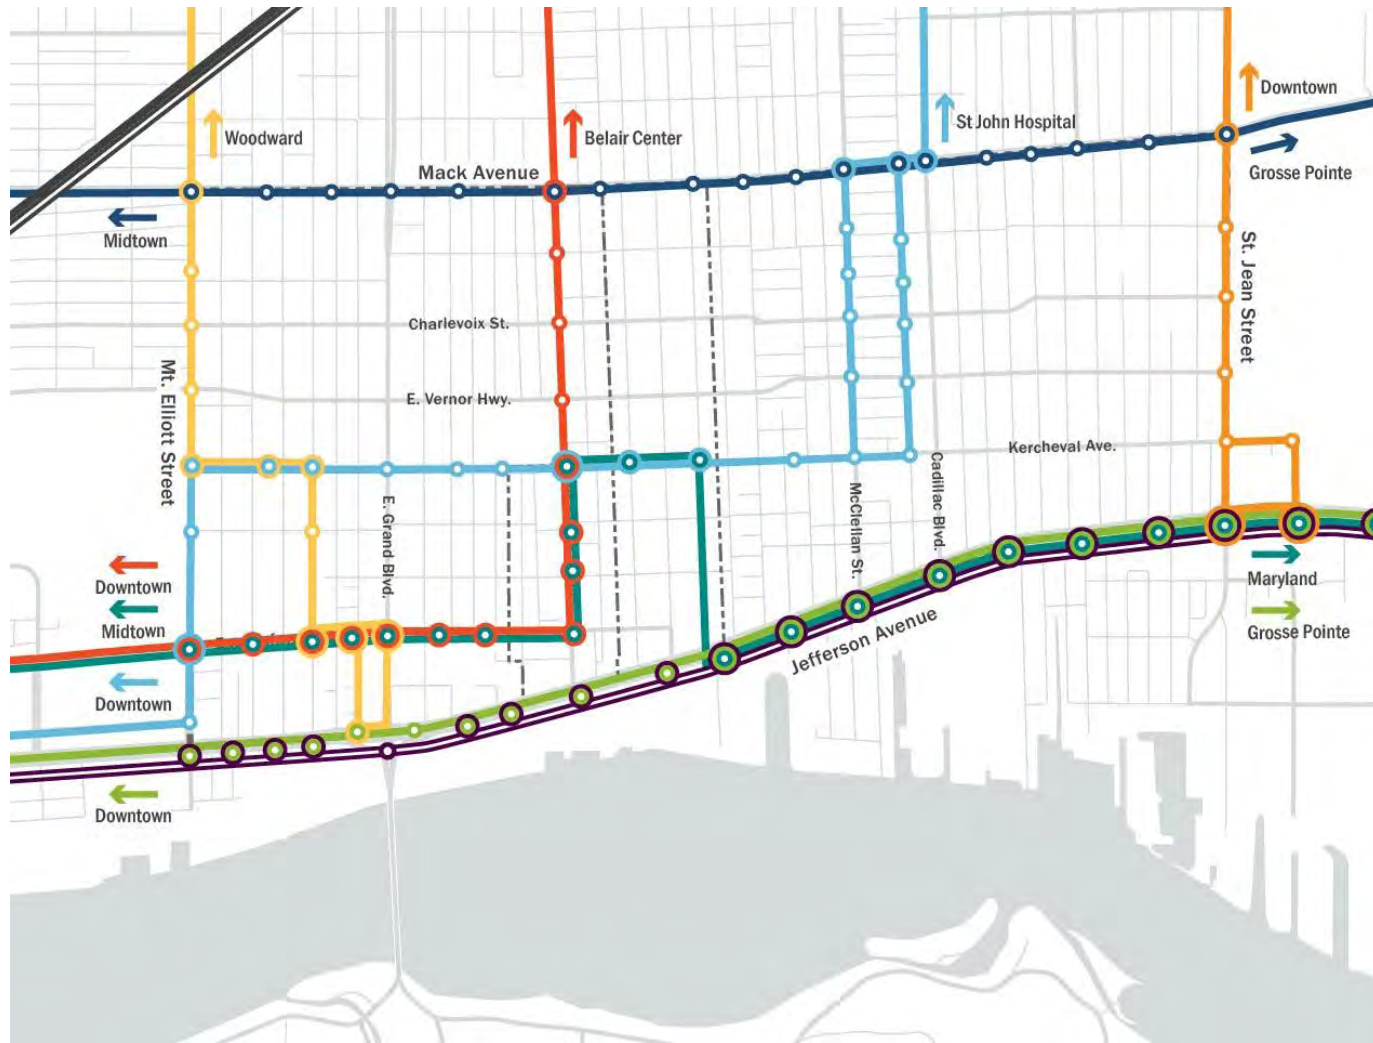 Downtown
Woodward
Belair Center
St John Hospital
Mack Avenue
Grosse Pointe
Midtown
St. Jean Street
Charlevoix St.
Mt. Elliott Street
E. Vernor Hwy.
Kercheval Ave.
E. Grand Blvd.
McClellan St.
Cadillac Blvd.
Downtown
Midtown
Maryland
Grosse Pointe
Jefferson Avenue
Downtown
Downtown